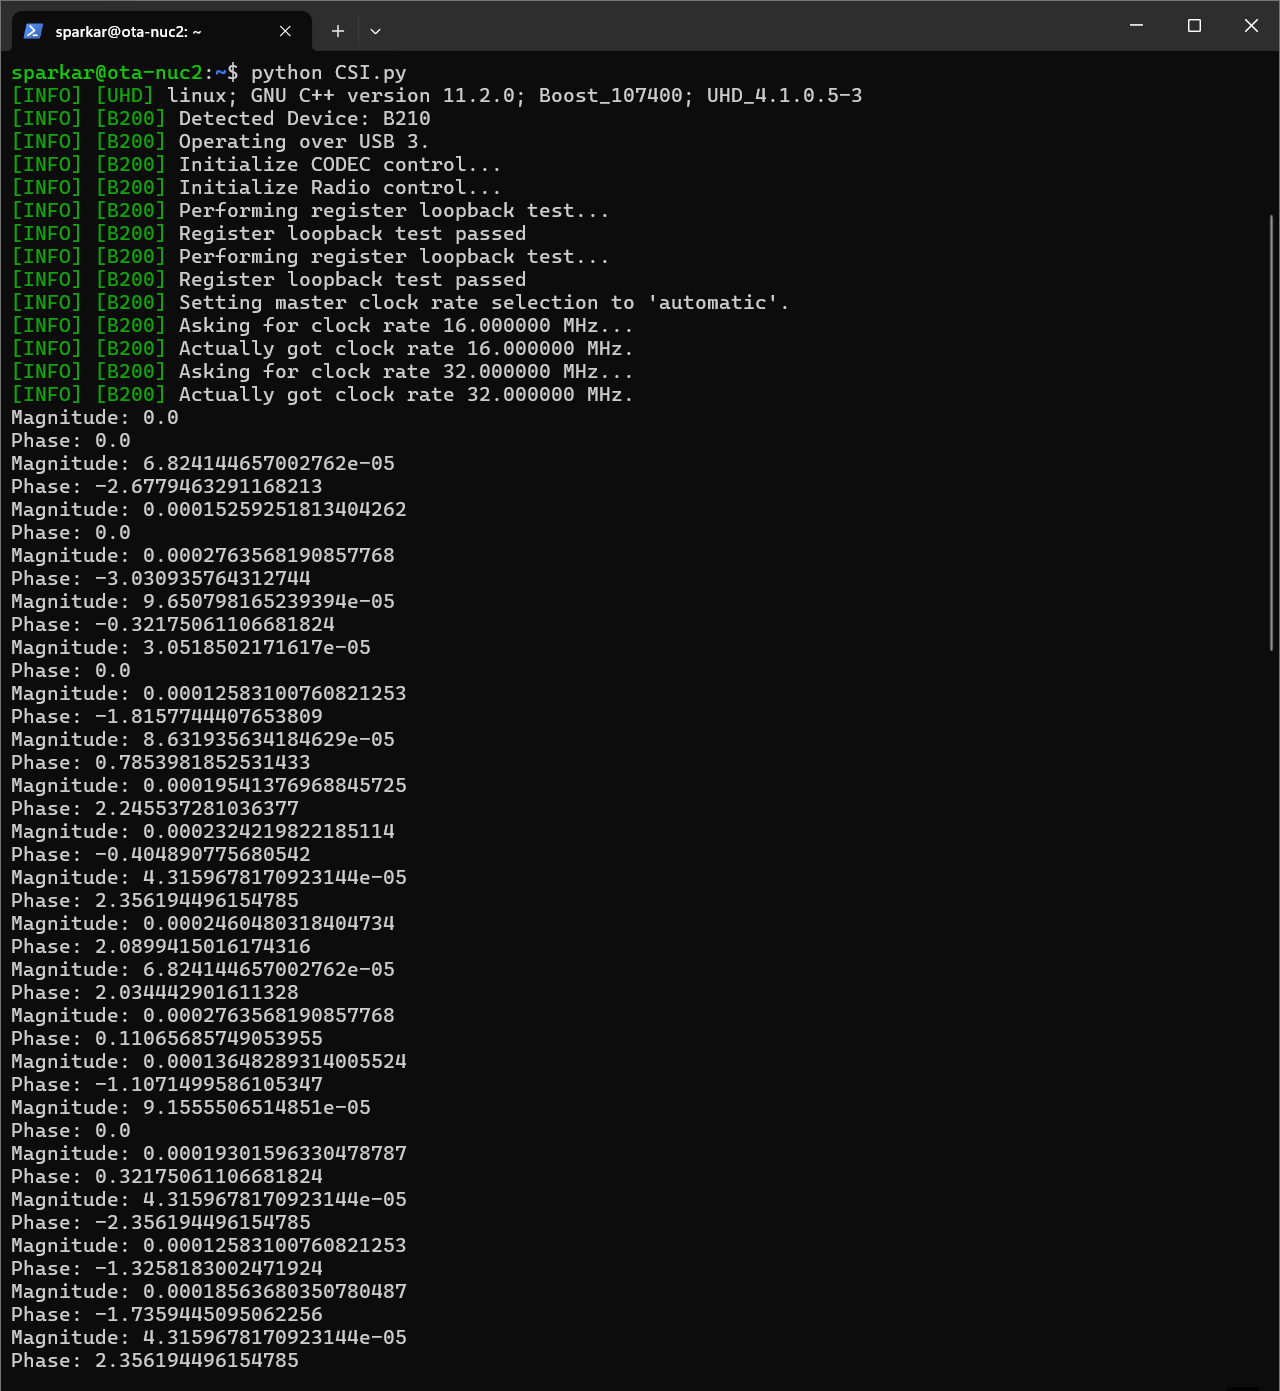 sparkar@ota-nuc2: ~
sparkar@ota-nuc2:~$ python CSI.py
[INFO] [UHD] linux; GNU C++ version 11.2.0; Boost_107400; UHD_4.1.0.5-3
[INFO] [B200] Detected Device: B210
[INFO] [B200] Operating over USB 3.
[INFO] [B200] Initialize CODEC control...
[INFO] [B200] Initialize Radio control...
[INFO] [B200] Performing register loopback test...
[INFO] [B200] Register loopback test passed
[INFO] [B200] Performing register loopback test...
[INFO] [B200] Register loopback test passed
[INFO] [B200] Setting master clock rate selection to 'automatic'.
[INFO] [B200] Asking for clock rate 16.000000 MHz...
[INFO] [B200] Actually got clock rate 16.000000 MHz.
[INFO] [B200] Asking for clock rate 32.000000 MHz...
[INFO] [B200] Actually got clock rate 32.000000 MHz.
Magnitude: 0.0
Phase: 0.0
Magnitude: 6.824144657002762e-05
Phase: -2.6779463291168213
Magnitude: 0.00015259251813404262
Phase: 0.0
Magnitude: 0.0002763568190857768
Phase: -3.030935764312744
Magnitude: 9.650798165239394e-05
Phase: -0.32175061106681824
Magnitude: 3.0518502171617e-05
Phase: 0.0
Magnitude: 0.00012583100760821253
Phase: -1.8157744407653809
Magnitude: 8.631935634184629e-05
Phase: 0.7853981852531433
Magnitude: 0.00019541376968845725
Phase: 2.245537281036377
Magnitude: 0.0002324219822185114
Phase: -0.404890775680542
Magnitude: 4.3159678170923144e-05
Phase: 2.356194496154785
Magnitude: 0.0002460480318404734
Phase: 2.0899415016174316
Magnitude: 6.824144657002762e-05
Phase: 2.034442901611328
Magnitude: 0.0002763568190857768
Phase: 0.11065685749053955
Magnitude: 0.00013648289314005524
Phase: -1.1071499586105347
Magnitude: 9.1555506514851e-05
Phase: 0.0
Magnitude: 0.00019301596330478787
Phase: 0.32175061106681824
Magnitude: 4.3159678170923144e-05
Phase: -2.356194496154785
Magnitude: 0.00012583100760821253
Phase: -1.3258183002471924
Magnitude: 0.00018563680350780487
Phase: -1.7359445095062256
Magnitude: 4.3159678170923144e-05
Phase: 2.356194496154785